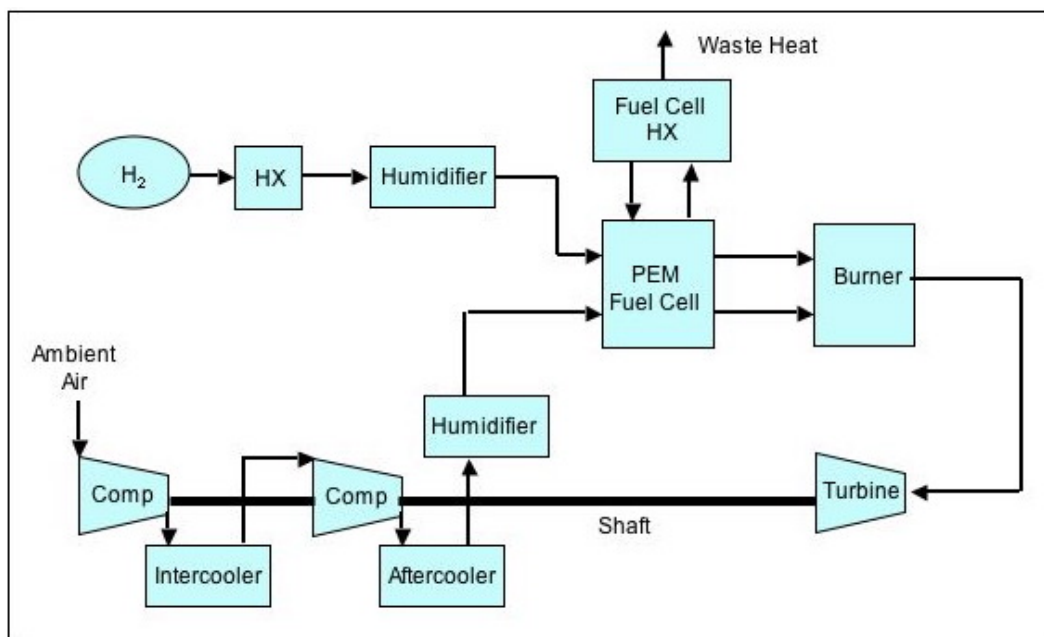 Waste Heat
Fuel Cell
HX
H2
HX
Humidifier
PEM
Fuel Cell
Burner
Ambient
Air
Humidifier
Comp
Comp
Turbine
Shaft
Intercooler
Aftercooler